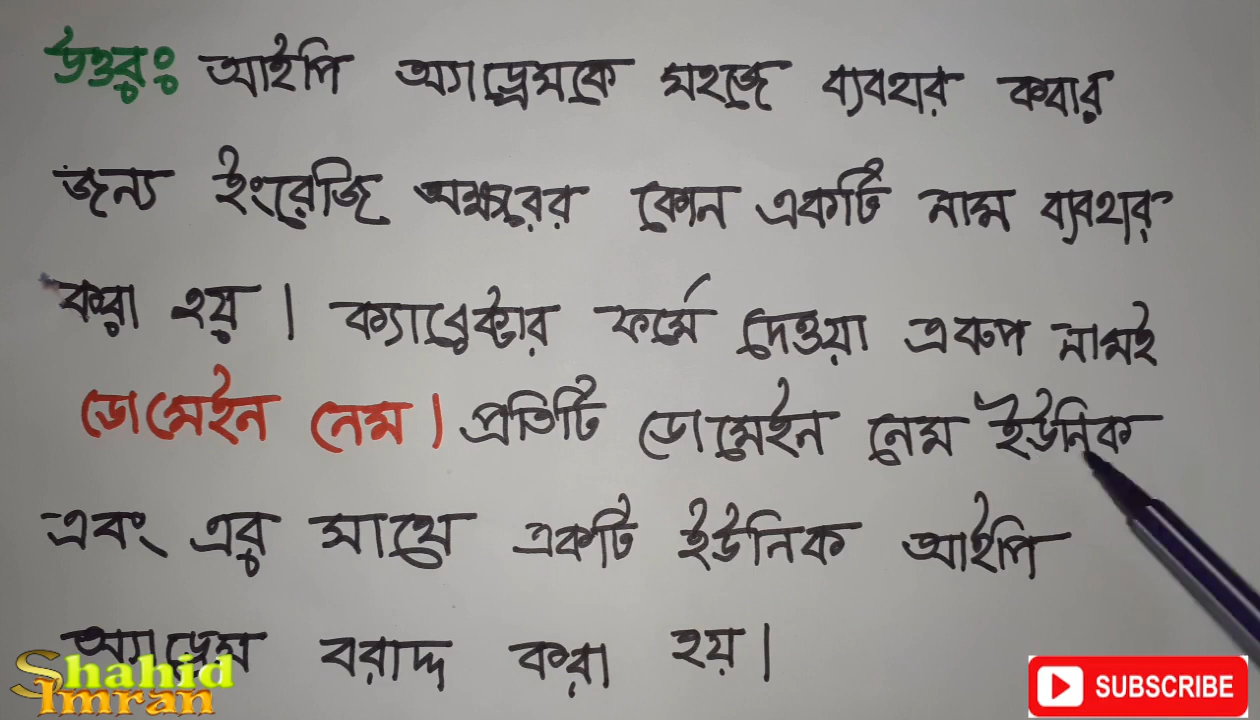 উত্তরঃ আইপি অ্যাড্রেসকে সহজে ব্যবহার করার
জন্য ইংরেজি অক্ষরের কোন একটি নাম ব্যবহার
করা হয়। ক্যারেক্টার ফর্মে দেওয়া এরুপ নামই
ডোমেইন নেম। প্রতিটি ডোমেইন নেম ইউনিক
এবং এর সাথে একটি ইউনিক আইপি
অ্যাড্রেস বরাদ্দ করা হয়।
Shahid
Imran
SUBSCRIBE